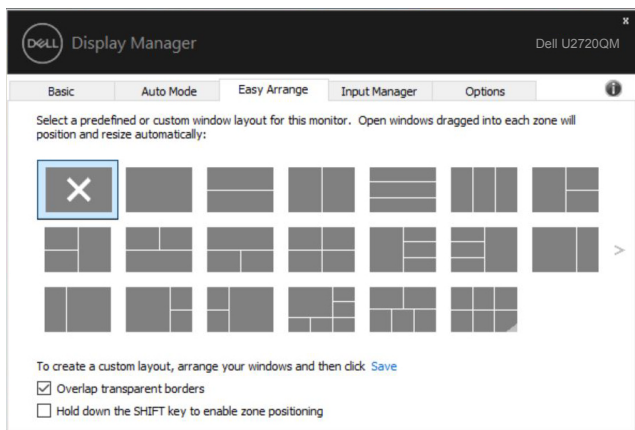 x
DELL Display Manager
Dell U2720QM
Basic Auto Mode Easy Arrange Input Manager Options
Select a predefined or custom window layout for this monitor. Open windows dragged into each zone will
position and resize automatically:
>
To create a custom layout, arrange your windows and then click Save
Overlap transparent borders
Hold down the SHIFT key to enable zone positioning